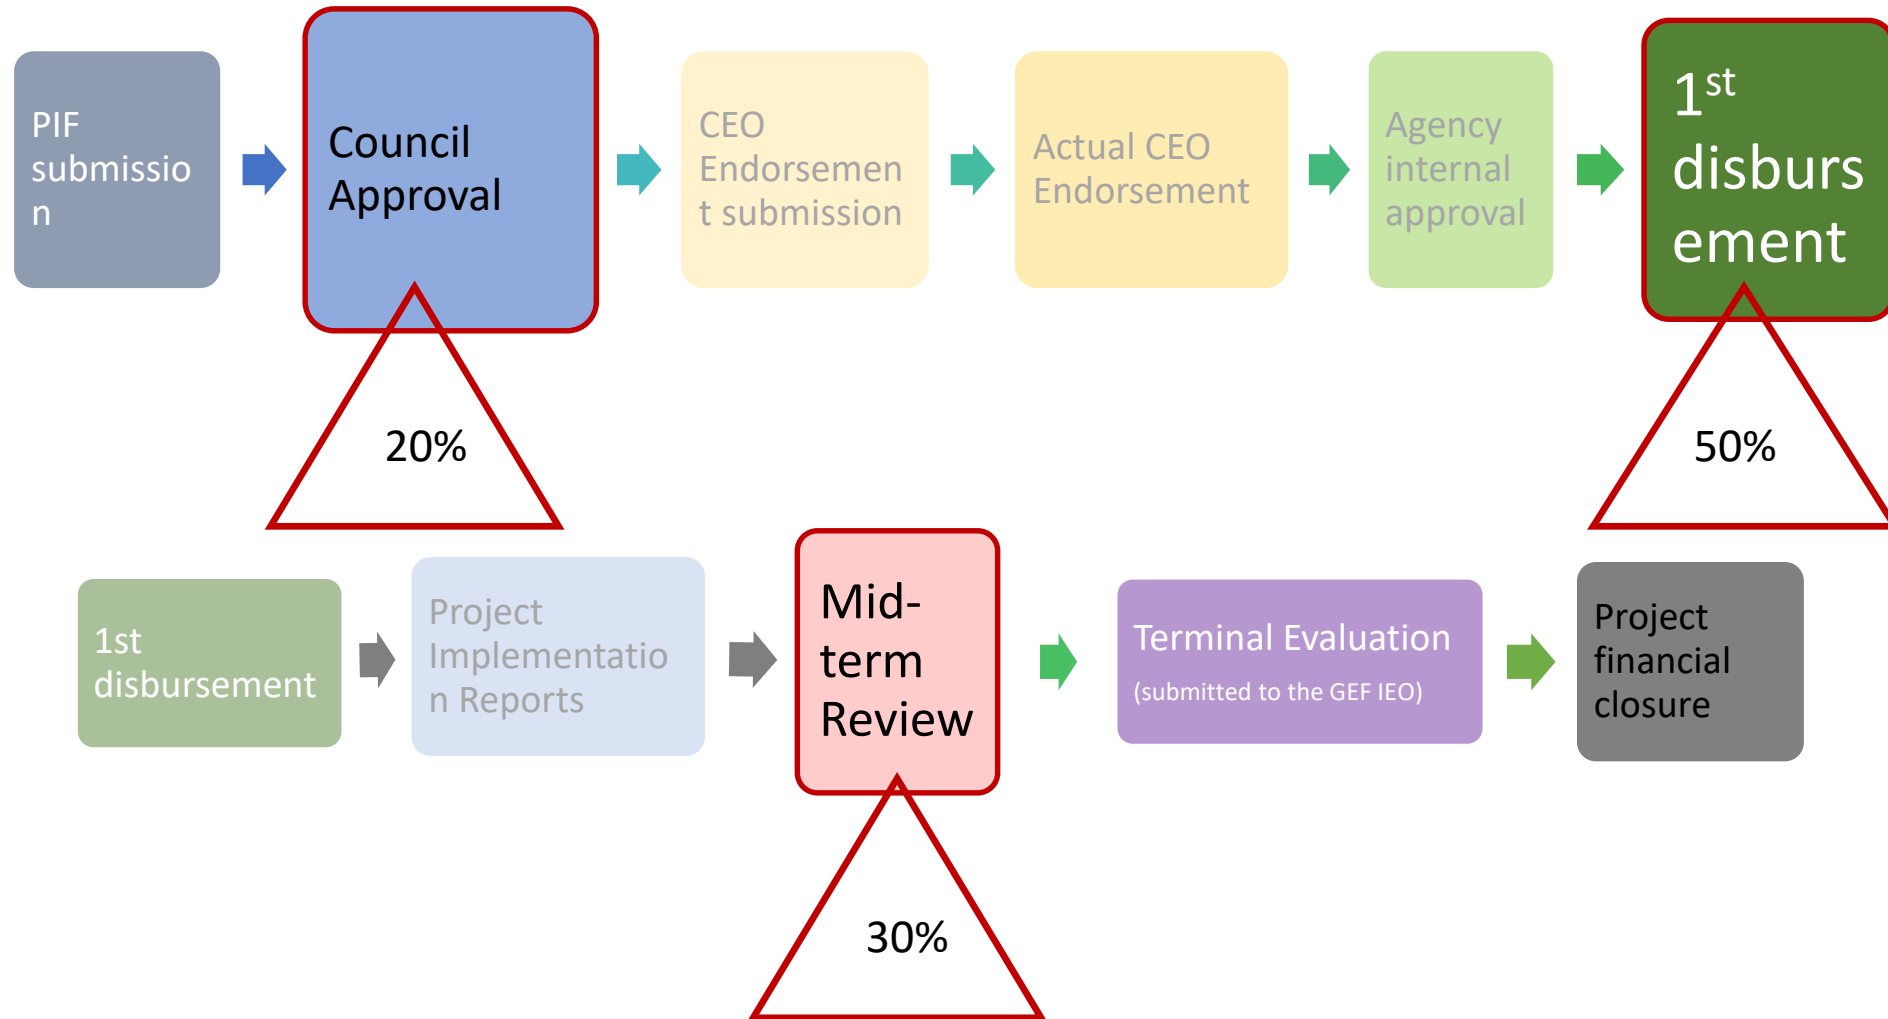 PIF
submissio
n
Council
Approval
CEO
Endorsemen
t submission
Actual CEO
Endorsement
Agency
internal
approval
1st
disburs
ement
20%
50%
1st
disbursement
Project
Implementatio
n Reports
Mid-
term
Review
Terminal Evaluation
(submitted to the GEF IEO)
Project
financial
closure
30%